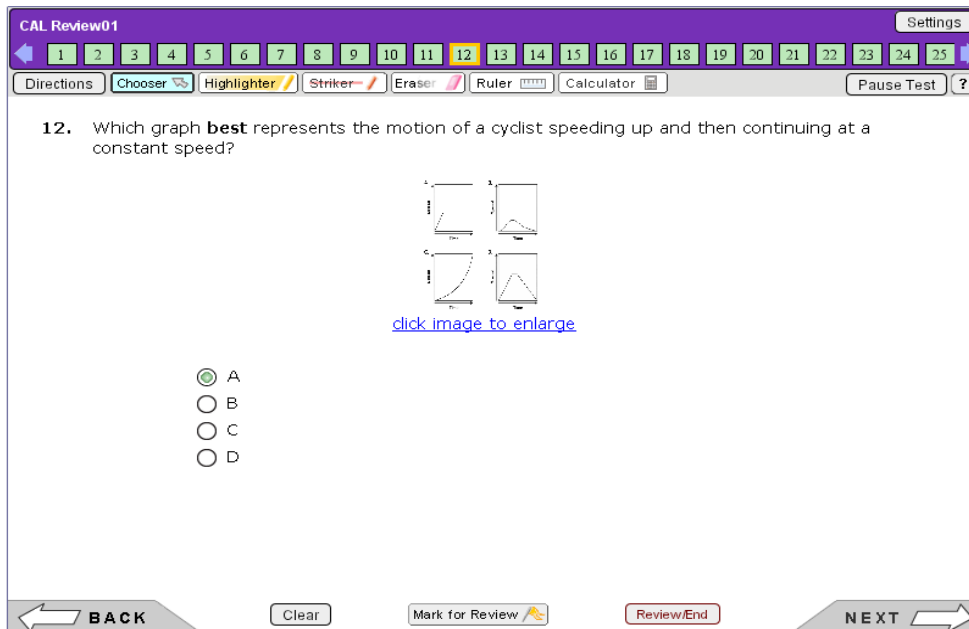 CAL Review01
Settings
1 2 3 4 5 6 7 8 9 10 11 12 13 14 15 16 17 18 19 20 21 22 23 24 25
Directions Chooser Highlighter Striker Eraser Ruler Calculator Pause Test ?
12. Which graph best represents the motion of a cyclist speeding up and then continuing at a
constant speed?
click image to enlarge
A
B
C
D
BACK Clear Mark for Review Review/End NEXT